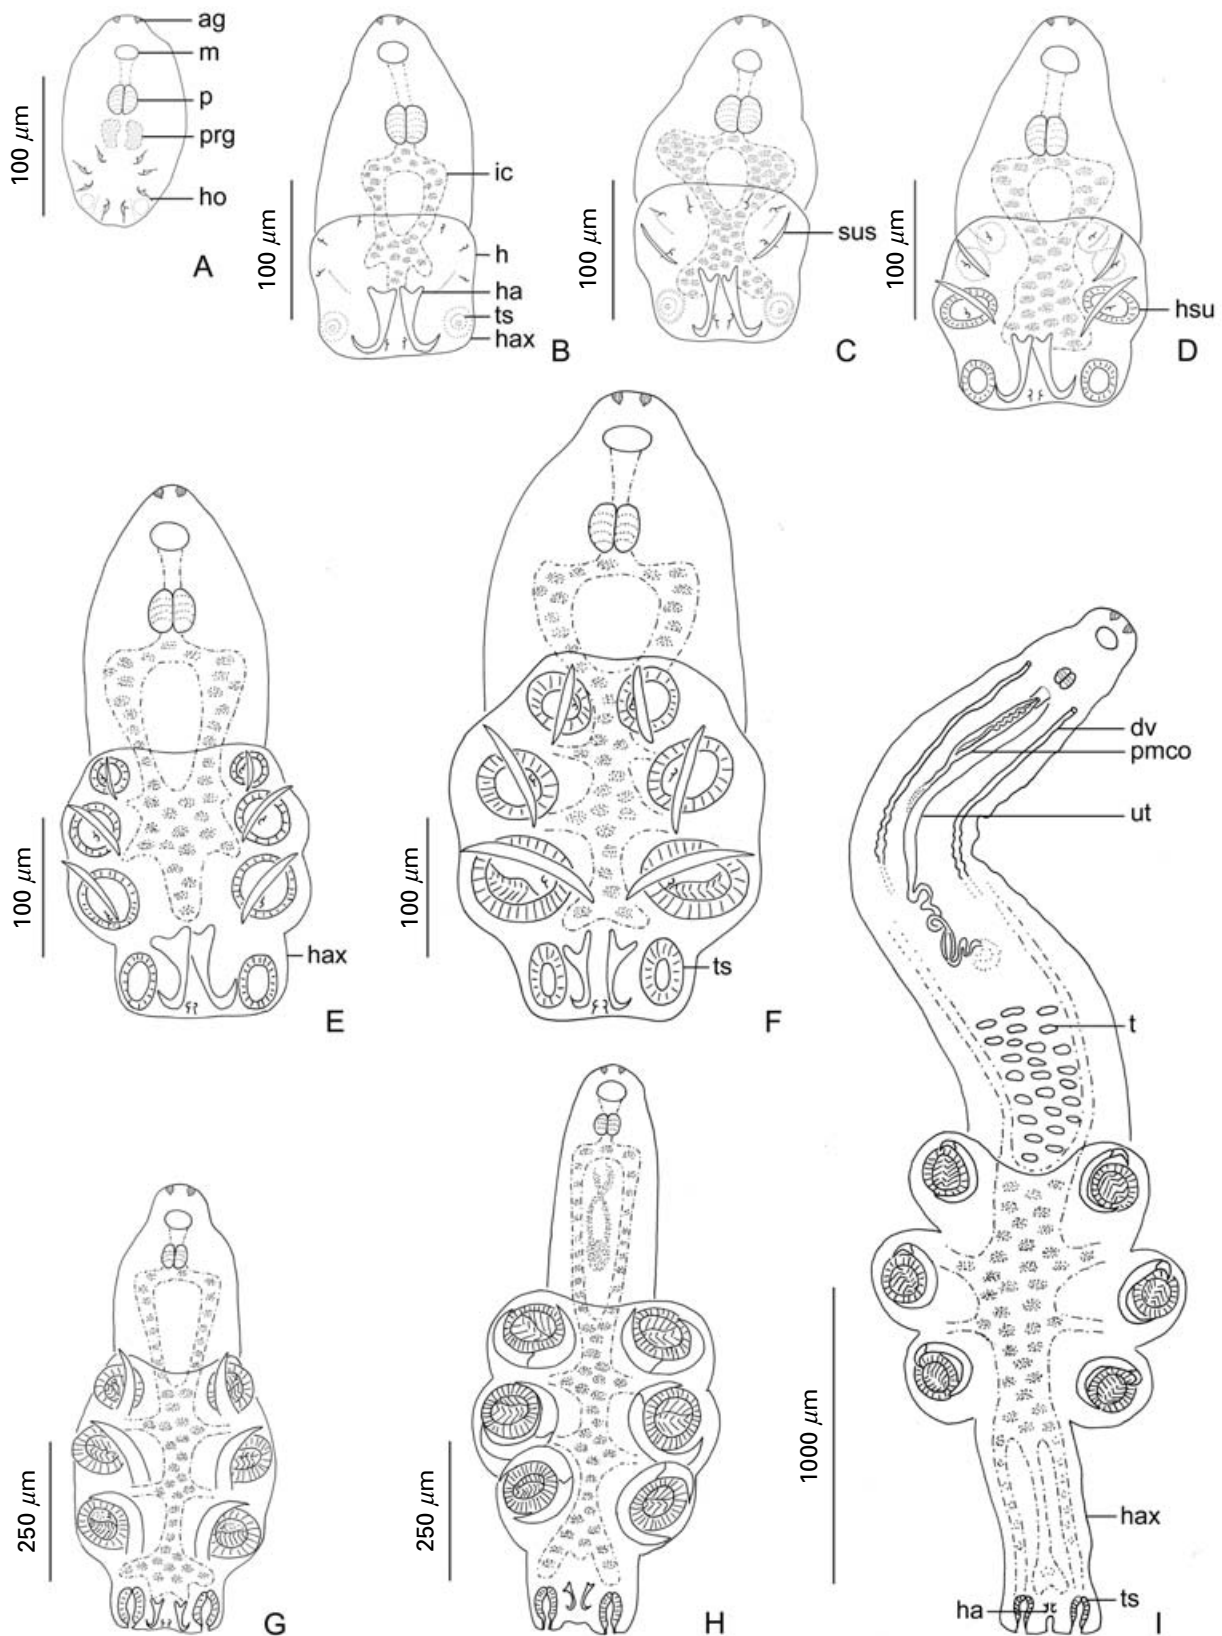 ag
m
p
prg
ho
100 µm
A
ic
h
ha
ts
hax
100 µm
B
sus
100 µm
C
hsu
100 µm
D
hax
100 µm
E
ts
100 µm
F
dv
pmco
ut
t
hax
ts
ha
1000 µm
I
250 µm
G
250 µm
H